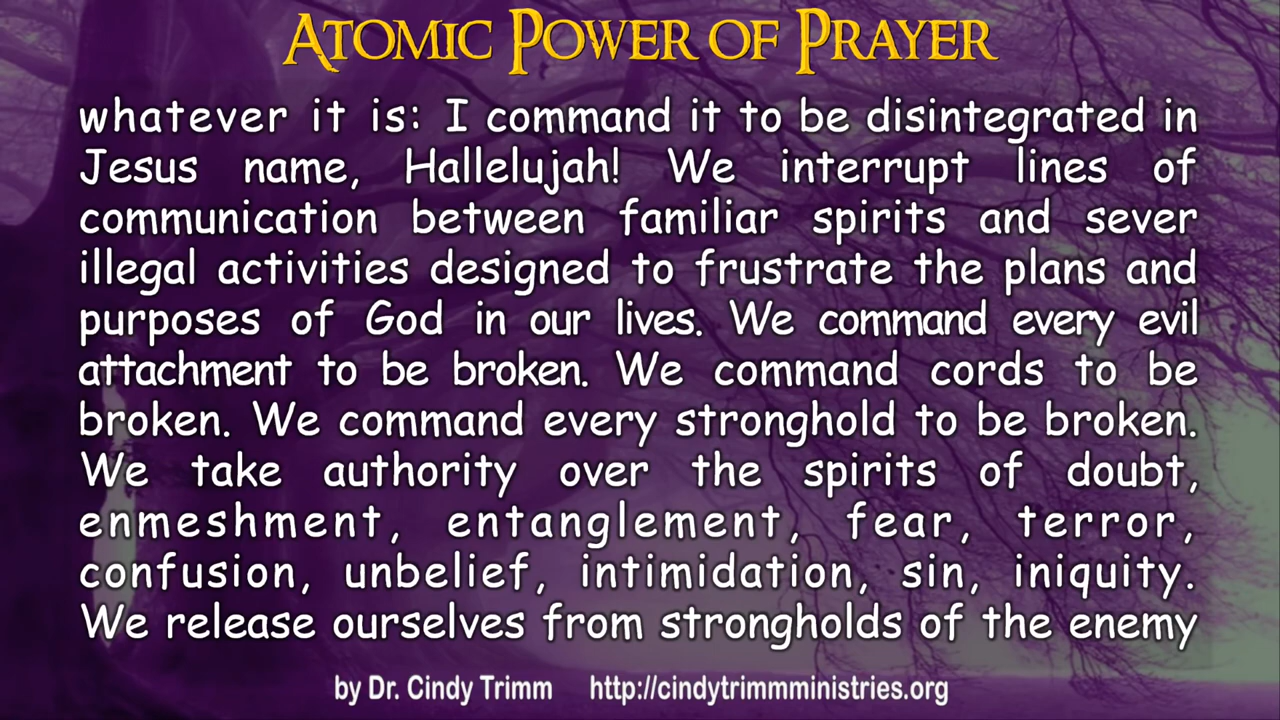 Atomic Power of Prayer
whatever it is: I command it to be disintegrated in
Jesus name, Hallelujah! We interrupt lines of
communication between familiar spirits and sever
illegal activities designed to frustrate the plans and
purposes of God in our lives. We command every evil
attachment to be broken. We command cords to be
broken. We command every stronghold to be broken.
We take authority over the spirits of doubt,
enmeshment, entanglement, fear, terror,
confusion, unbelief, intimidation, sin, iniquity.
We release ourselves from strongholds of the enemy
by Dr. Cindy Trimm http://cindytrimmministries.org